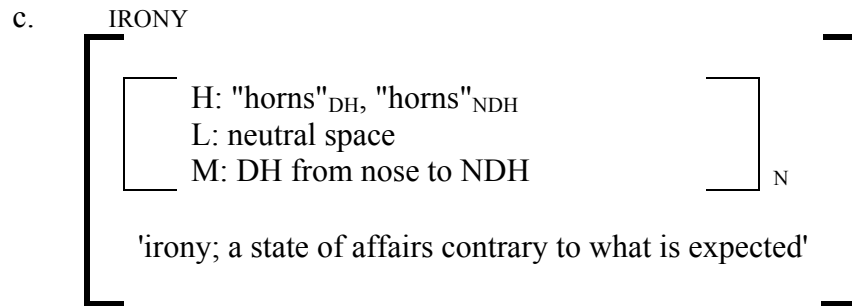 c. IRONY
H: "horns"DH, "horns"NDH
L: neutral space
M: DH from nose to NDH
N
'irony; a state of affairs contrary to what is expected'